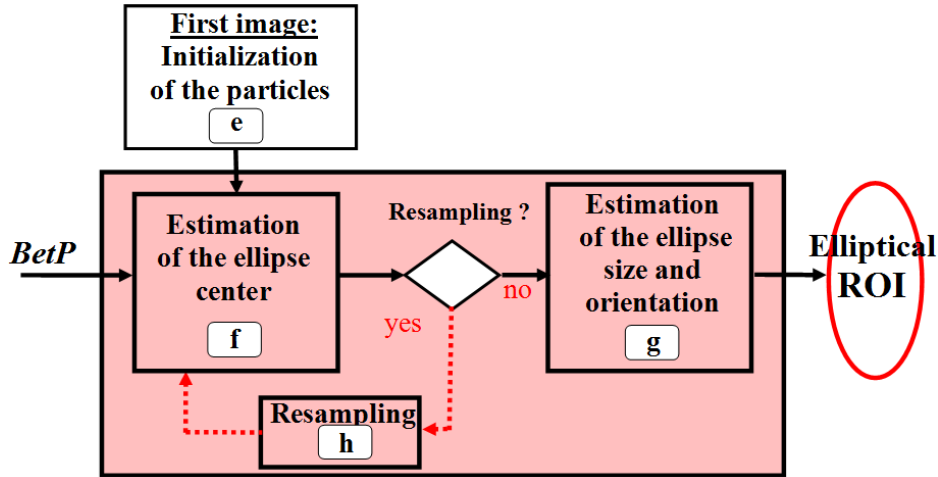 First image:
Initialization
of the particles
e
BetP
Estimation
of the ellipse
center
f
Resampling ?
yes
no
Resampling
h
Estimation
of the ellipse
size and
orientation
g
Elliptical
ROI